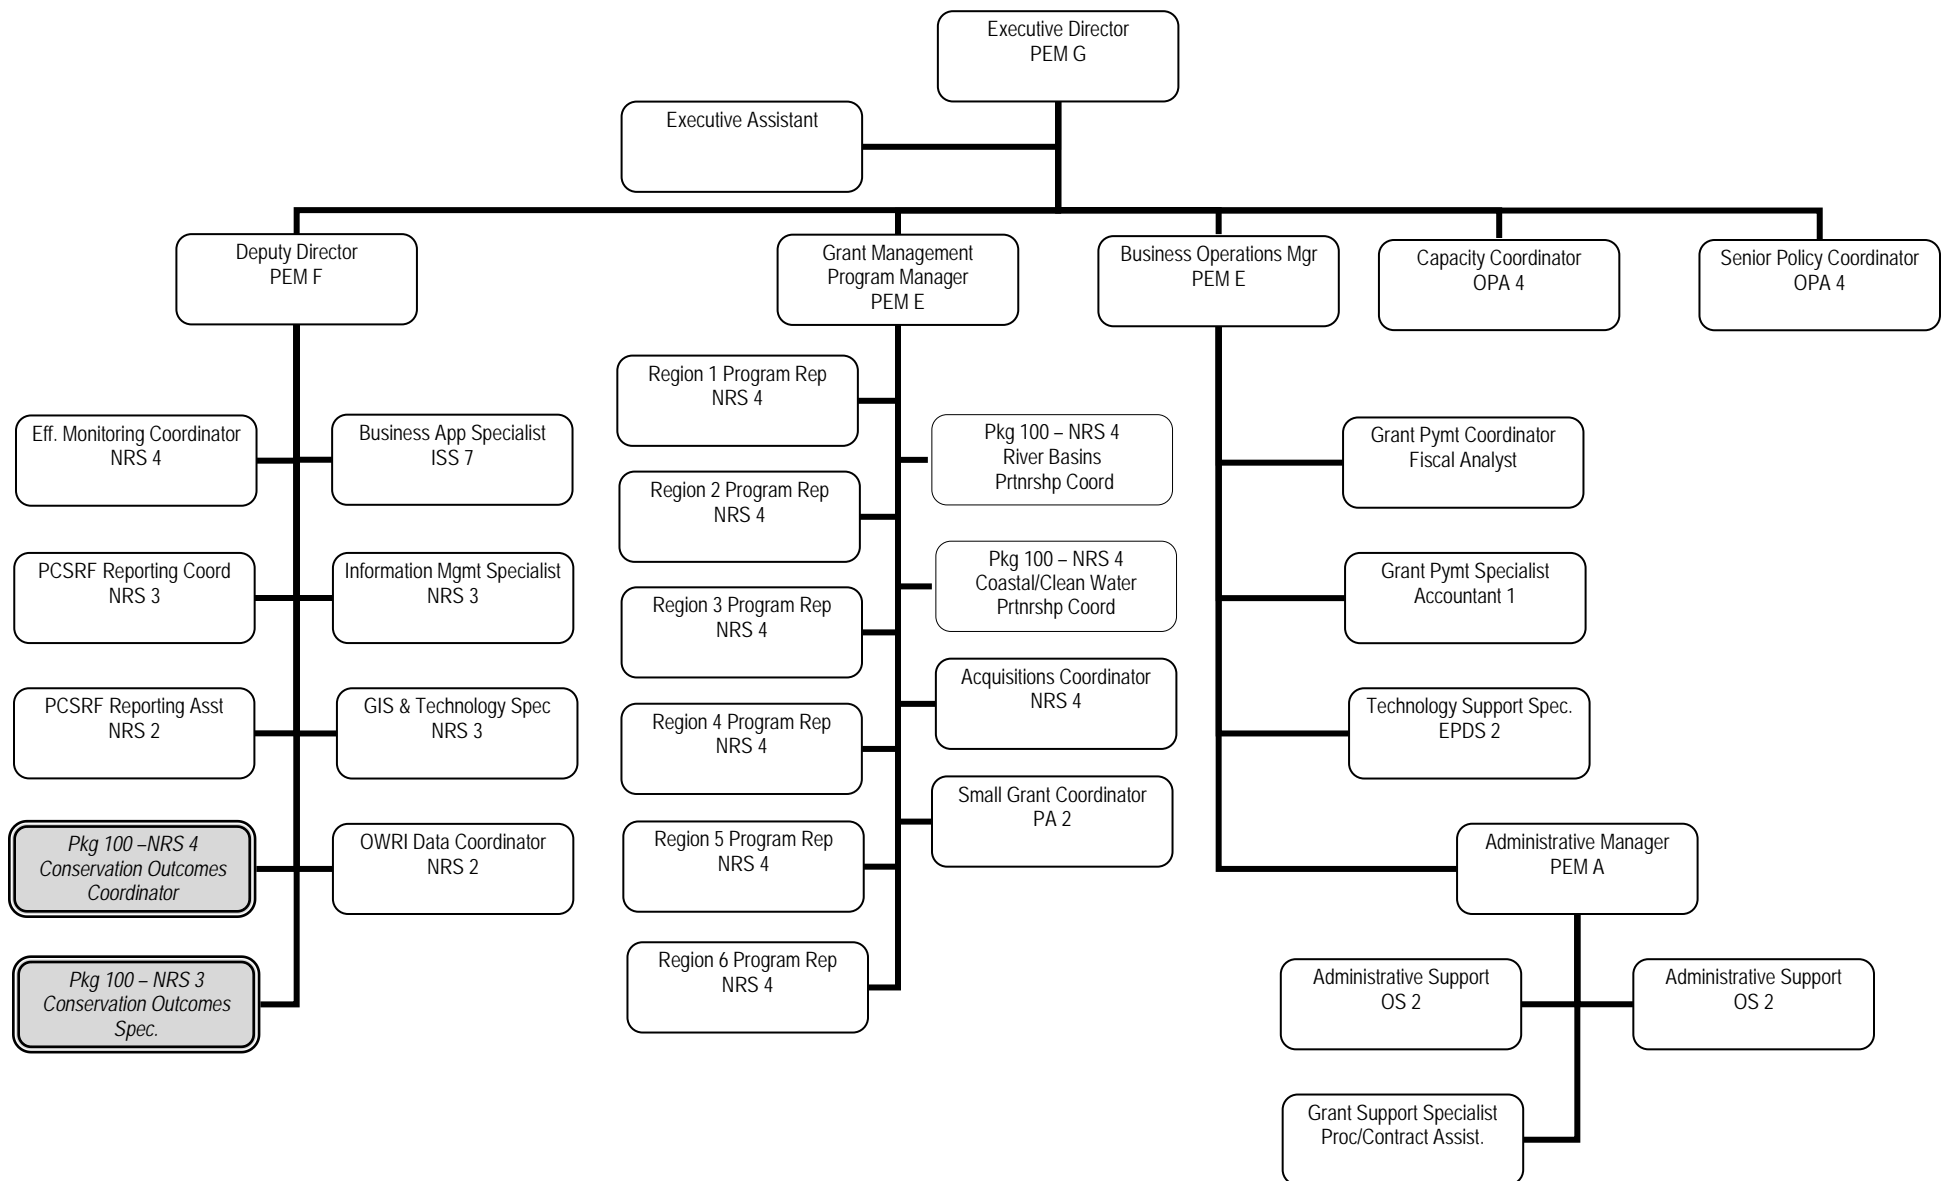 Executive Director
PEM G
Executive Assistant
Deputy Director
PEM F
Grant Management
Program Manager
PEM E
Business Operations Mgr
PEM E
Capacity Coordinator
OPA 4
Senior Policy Coordinator
OPA 4
Eff. Monitoring Coordinator
NRS 4
Business App Specialist
ISS 7
PCSRF Reporting Coord
NRS 3
Information Mgmt Specialist
NRS 3
PCSRF Reporting Asst
NRS 2
GIS & Technology Spec
NRS 3
Pkg 100 –NRS 4
Conservation Outcomes
Coordinator
OWRI Data Coordinator
NRS 2
Pkg 100 – NRS 3
Conservation Outcomes
Spec.
Region 1 Program Rep
NRS 4
Pkg 100 – NRS 4
River Basins
Prtnrshp Coord
Region 2 Program Rep
NRS 4
Pkg 100 – NRS 4
Coastal/Clean Water
Prtnrshp Coord
Region 3 Program Rep
NRS 4
Acquisitions Coordinator
NRS 4
Region 4 Program Rep
NRS 4
Small Grant Coordinator
PA 2
Region 5 Program Rep
NRS 4
Region 6 Program Rep
NRS 4
Grant Pymt Coordinator
Fiscal Analyst
Grant Pymt Specialist
Accountant 1
Technology Support Spec.
EPDS 2
Administrative Manager
PEM A
Administrative Support
OS 2
Administrative Support
OS 2
Grant Support Specialist
Proc/Contract Assist.